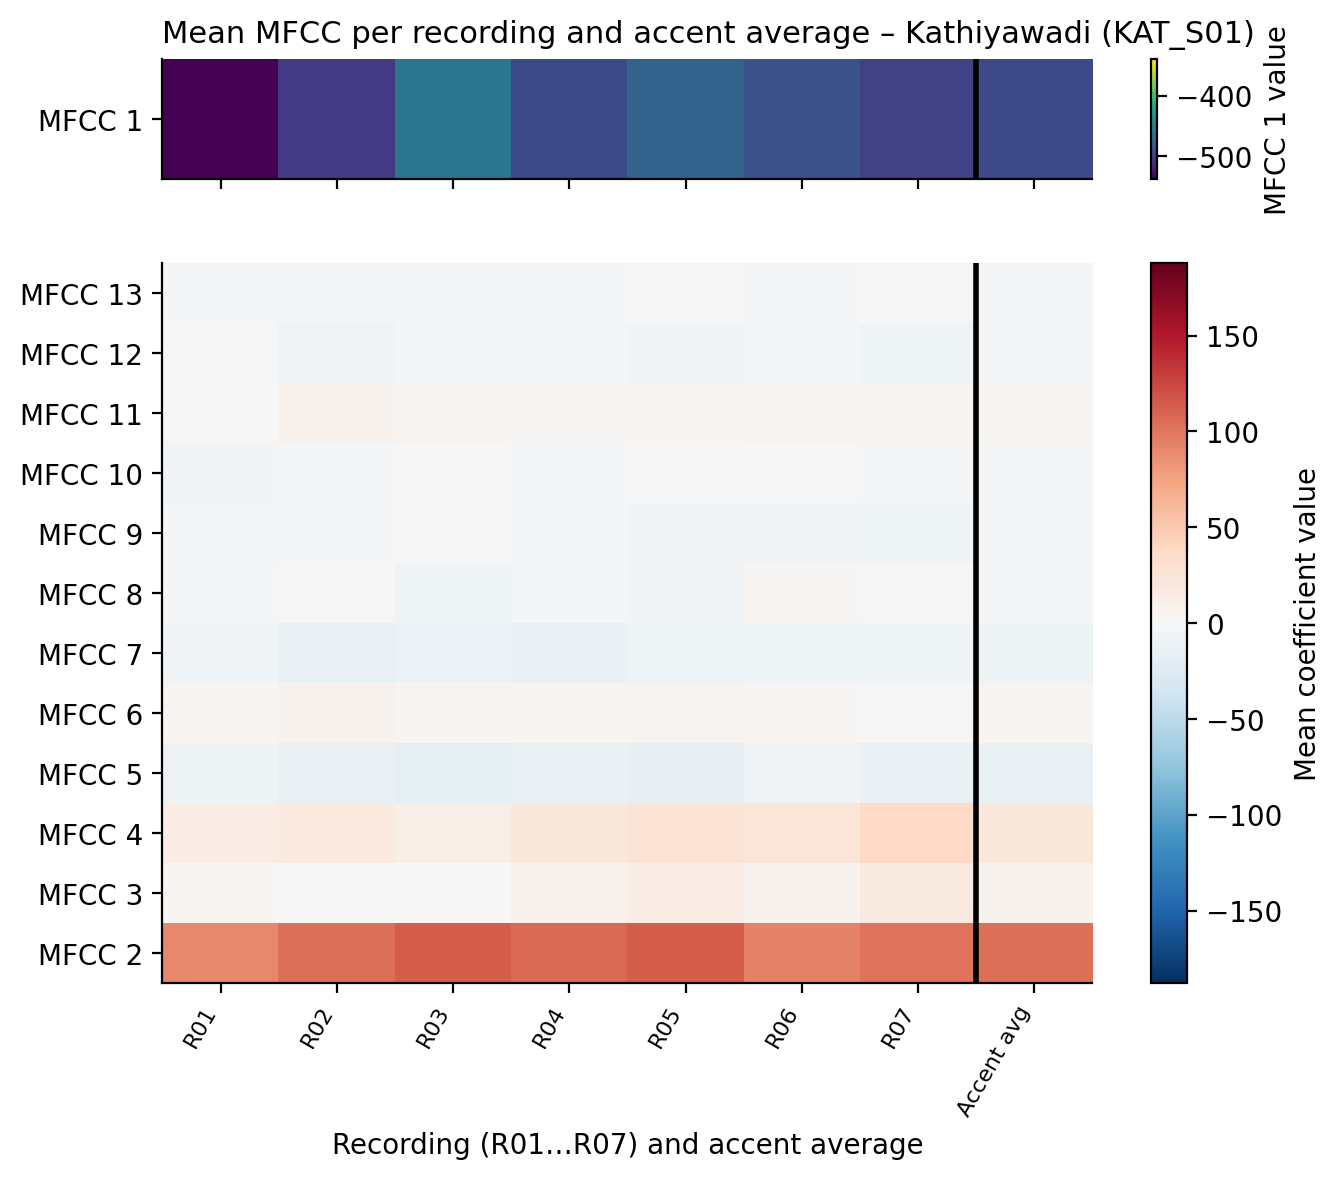 Mean MFCC per recording and accent average – Kathiyawadi (KAT_S01)
MFCC 1
−400
−500
MFCC 1 value
MFCC 13
MFCC 12
MFCC 11
MFCC 10
MFCC 9
MFCC 8
MFCC 7
MFCC 6
MFCC 5
MFCC 4
MFCC 3
MFCC 2
150
100
50
0
−50
−100
−150
Mean coefficient value
R01
R02
R03
R04
R05
R06
R07
Accent avg
Recording (R01...R07) and accent average